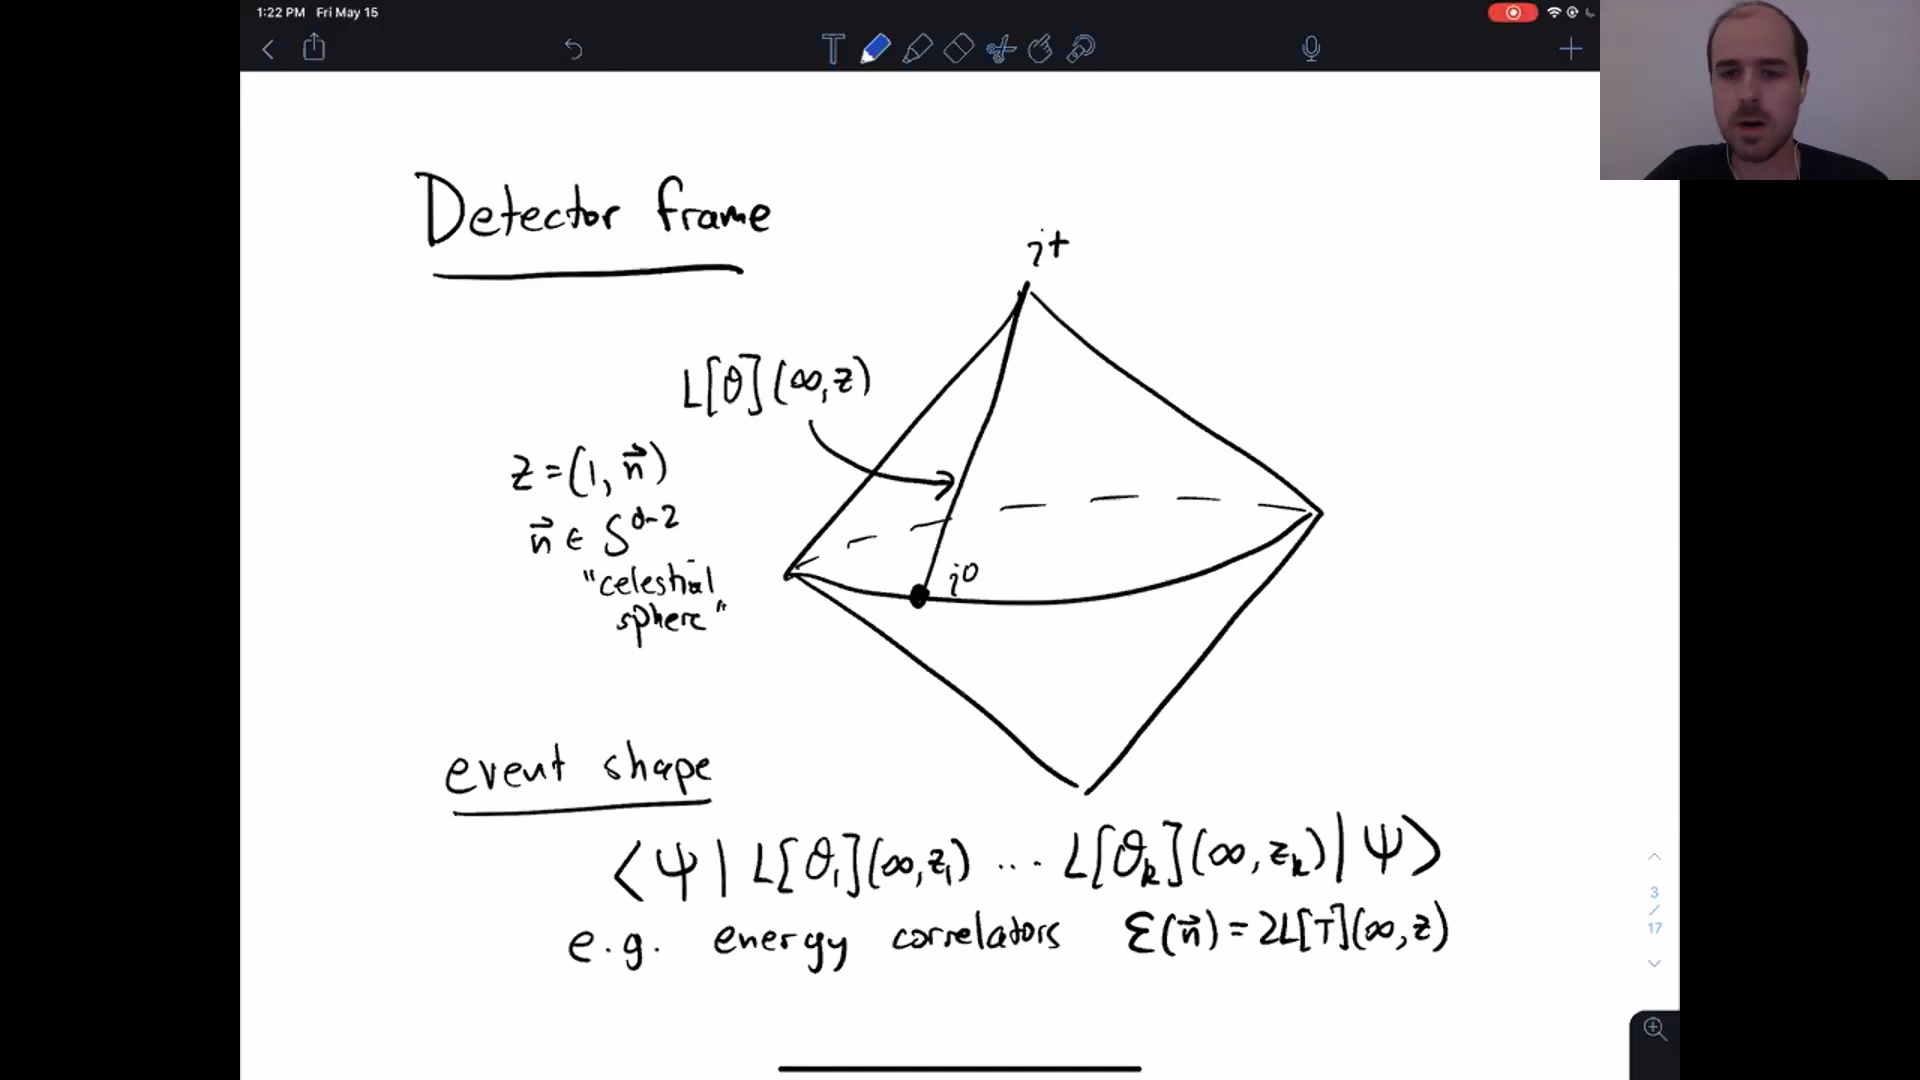 1:22 PM Fri May 15
Detector frame
i+
L[O](∞,z)
z=(1,n⃗)
n⃗ ∈ S^{d-2}
"celestial
sphere"
i⁰
event shape
⟨Ψ| L[O₁](∞,z₁) ... L[Oₖ](∞,zₖ)|Ψ⟩
e.g. energy correlators ℰ(n⃗)=2L[T](∞,z)
3
/
17